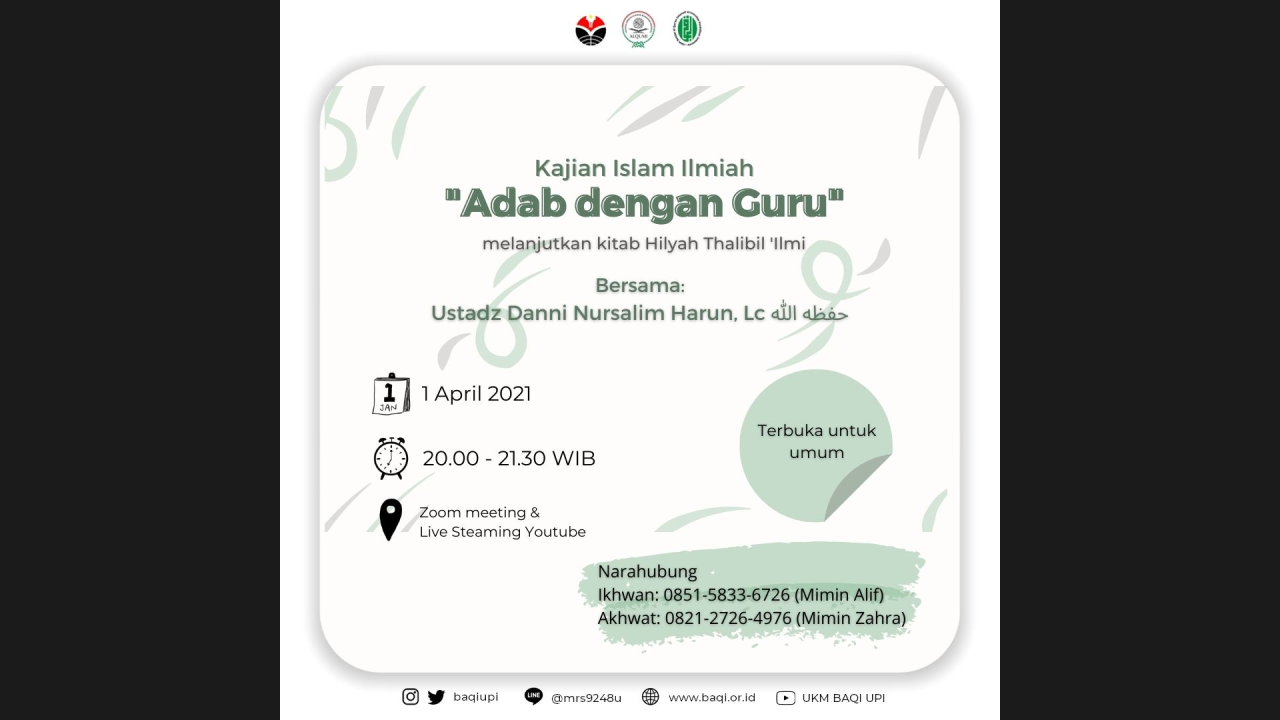 Kajian Islam Ilmiah
"Adab dengan Guru"
melanjutkan kitab Hilyah Thalibil 'Ilmi
Bersama:
Ustadz Danni Nursalim Harun, Lc حفظه الله
1
JAN
1 April 2021
20.00 - 21.30 WIB
Zoom meeting &
Live Steaming Youtube
Terbuka untuk
umum
Narahubung
Ikhwan: 0851-5833-6726 (Mimin Alif)
Akhwat: 0821-2726-4976 (Mimin Zahra)
baqiupi
LINE
@mrs9248u
www.baqi.or.id
UKM BAQI UPI